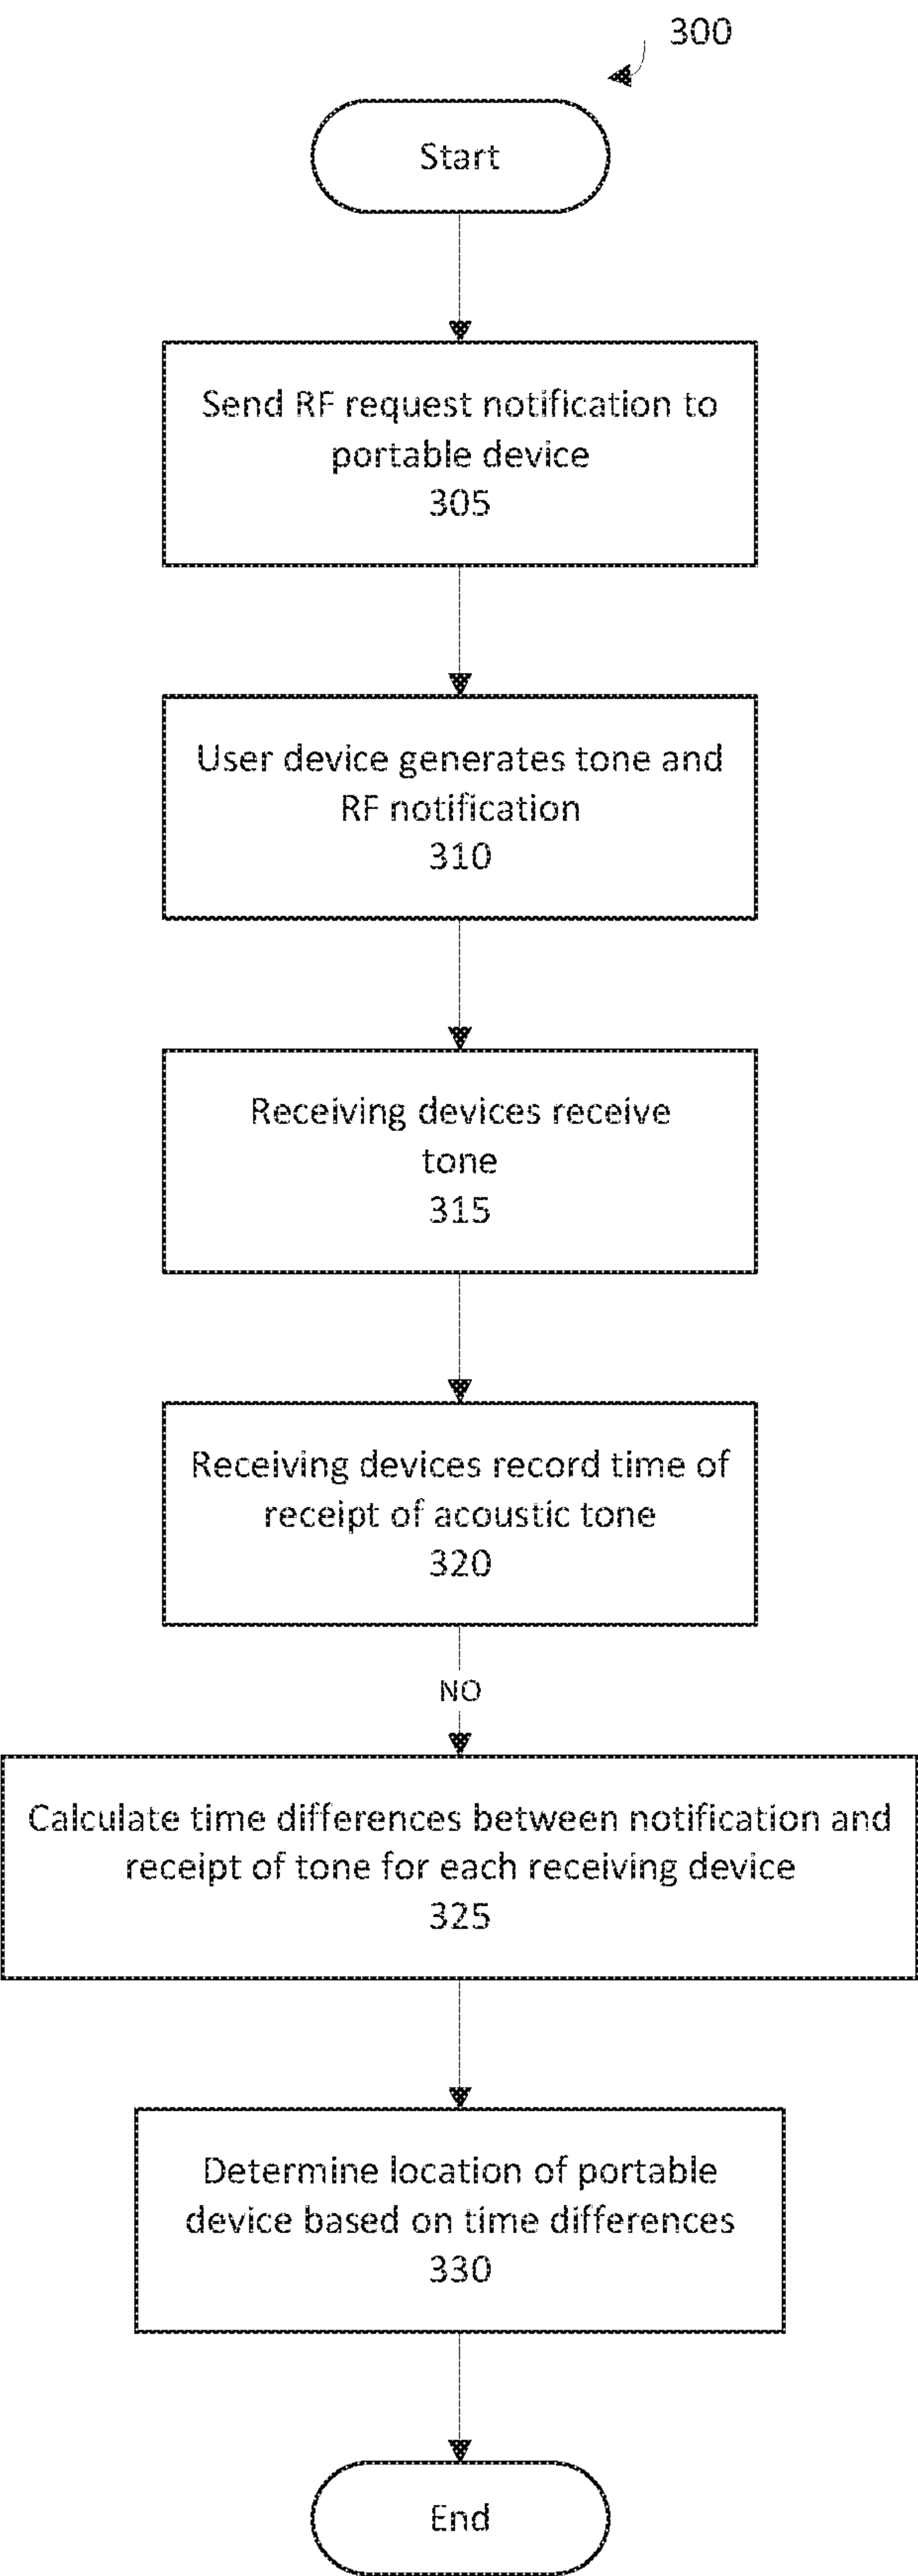 300
Start
Send RF request notification to
portable device
305
User device generates tone and
RF notification
310
Receiving devices receive
tone
315
Receiving devices record time of
receipt of acoustic tone
320
NO
Calculate time differences between notification and
receipt of tone for each receiving device
325
Determine location of portable
device based on time differences
330
End